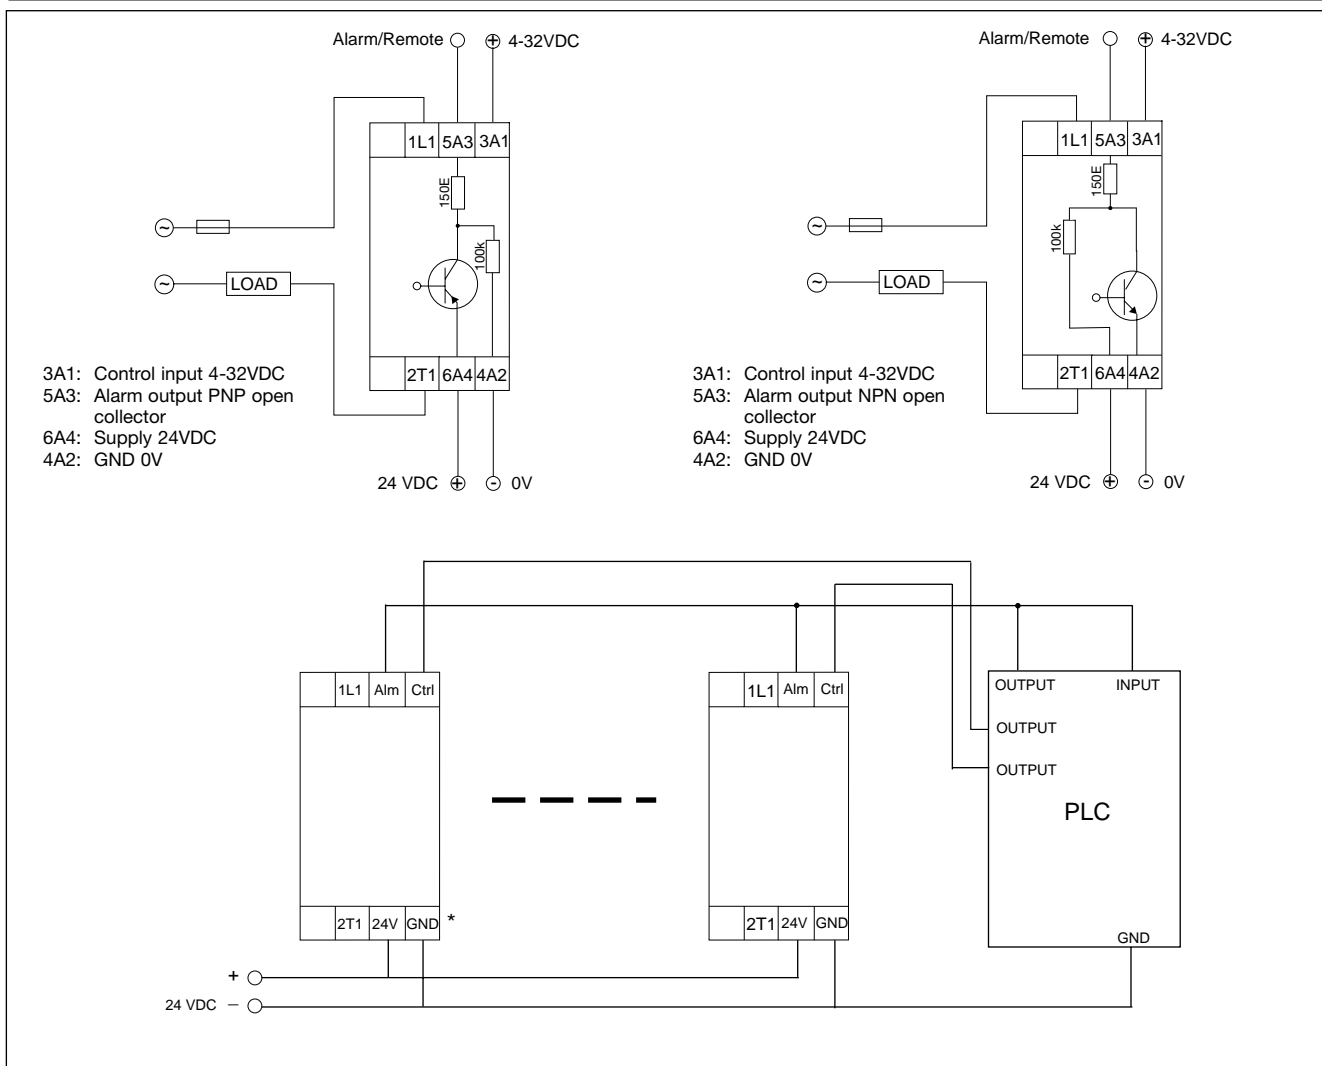 Alarm/Remote 4-32VDC
1L1 5A3 3A1
150E
100k
~
~ LOAD
2T1 6A4 4A2
3A1: Control input 4-32VDC
5A3: Alarm output PNP open
collector
6A4: Supply 24VDC
4A2: GND 0V
24 VDC + - 0V
Alarm/Remote + 4-32VDC
1L1 5A3 3A1
150E
100k
~
~ LOAD
2T1 6A4 4A2
3A1: Control input 4-32VDC
5A3: Alarm output NPN open
collector
6A4: Supply 24VDC
4A2: GND 0V
24 VDC + - 0V
1L1 Alm Ctrl
2T1 24V GND *
1L1 Alm Ctrl
2T1 24V GND
OUTPUT INPUT
OUTPUT
OUTPUT
PLC
GND
+
24 VDC –